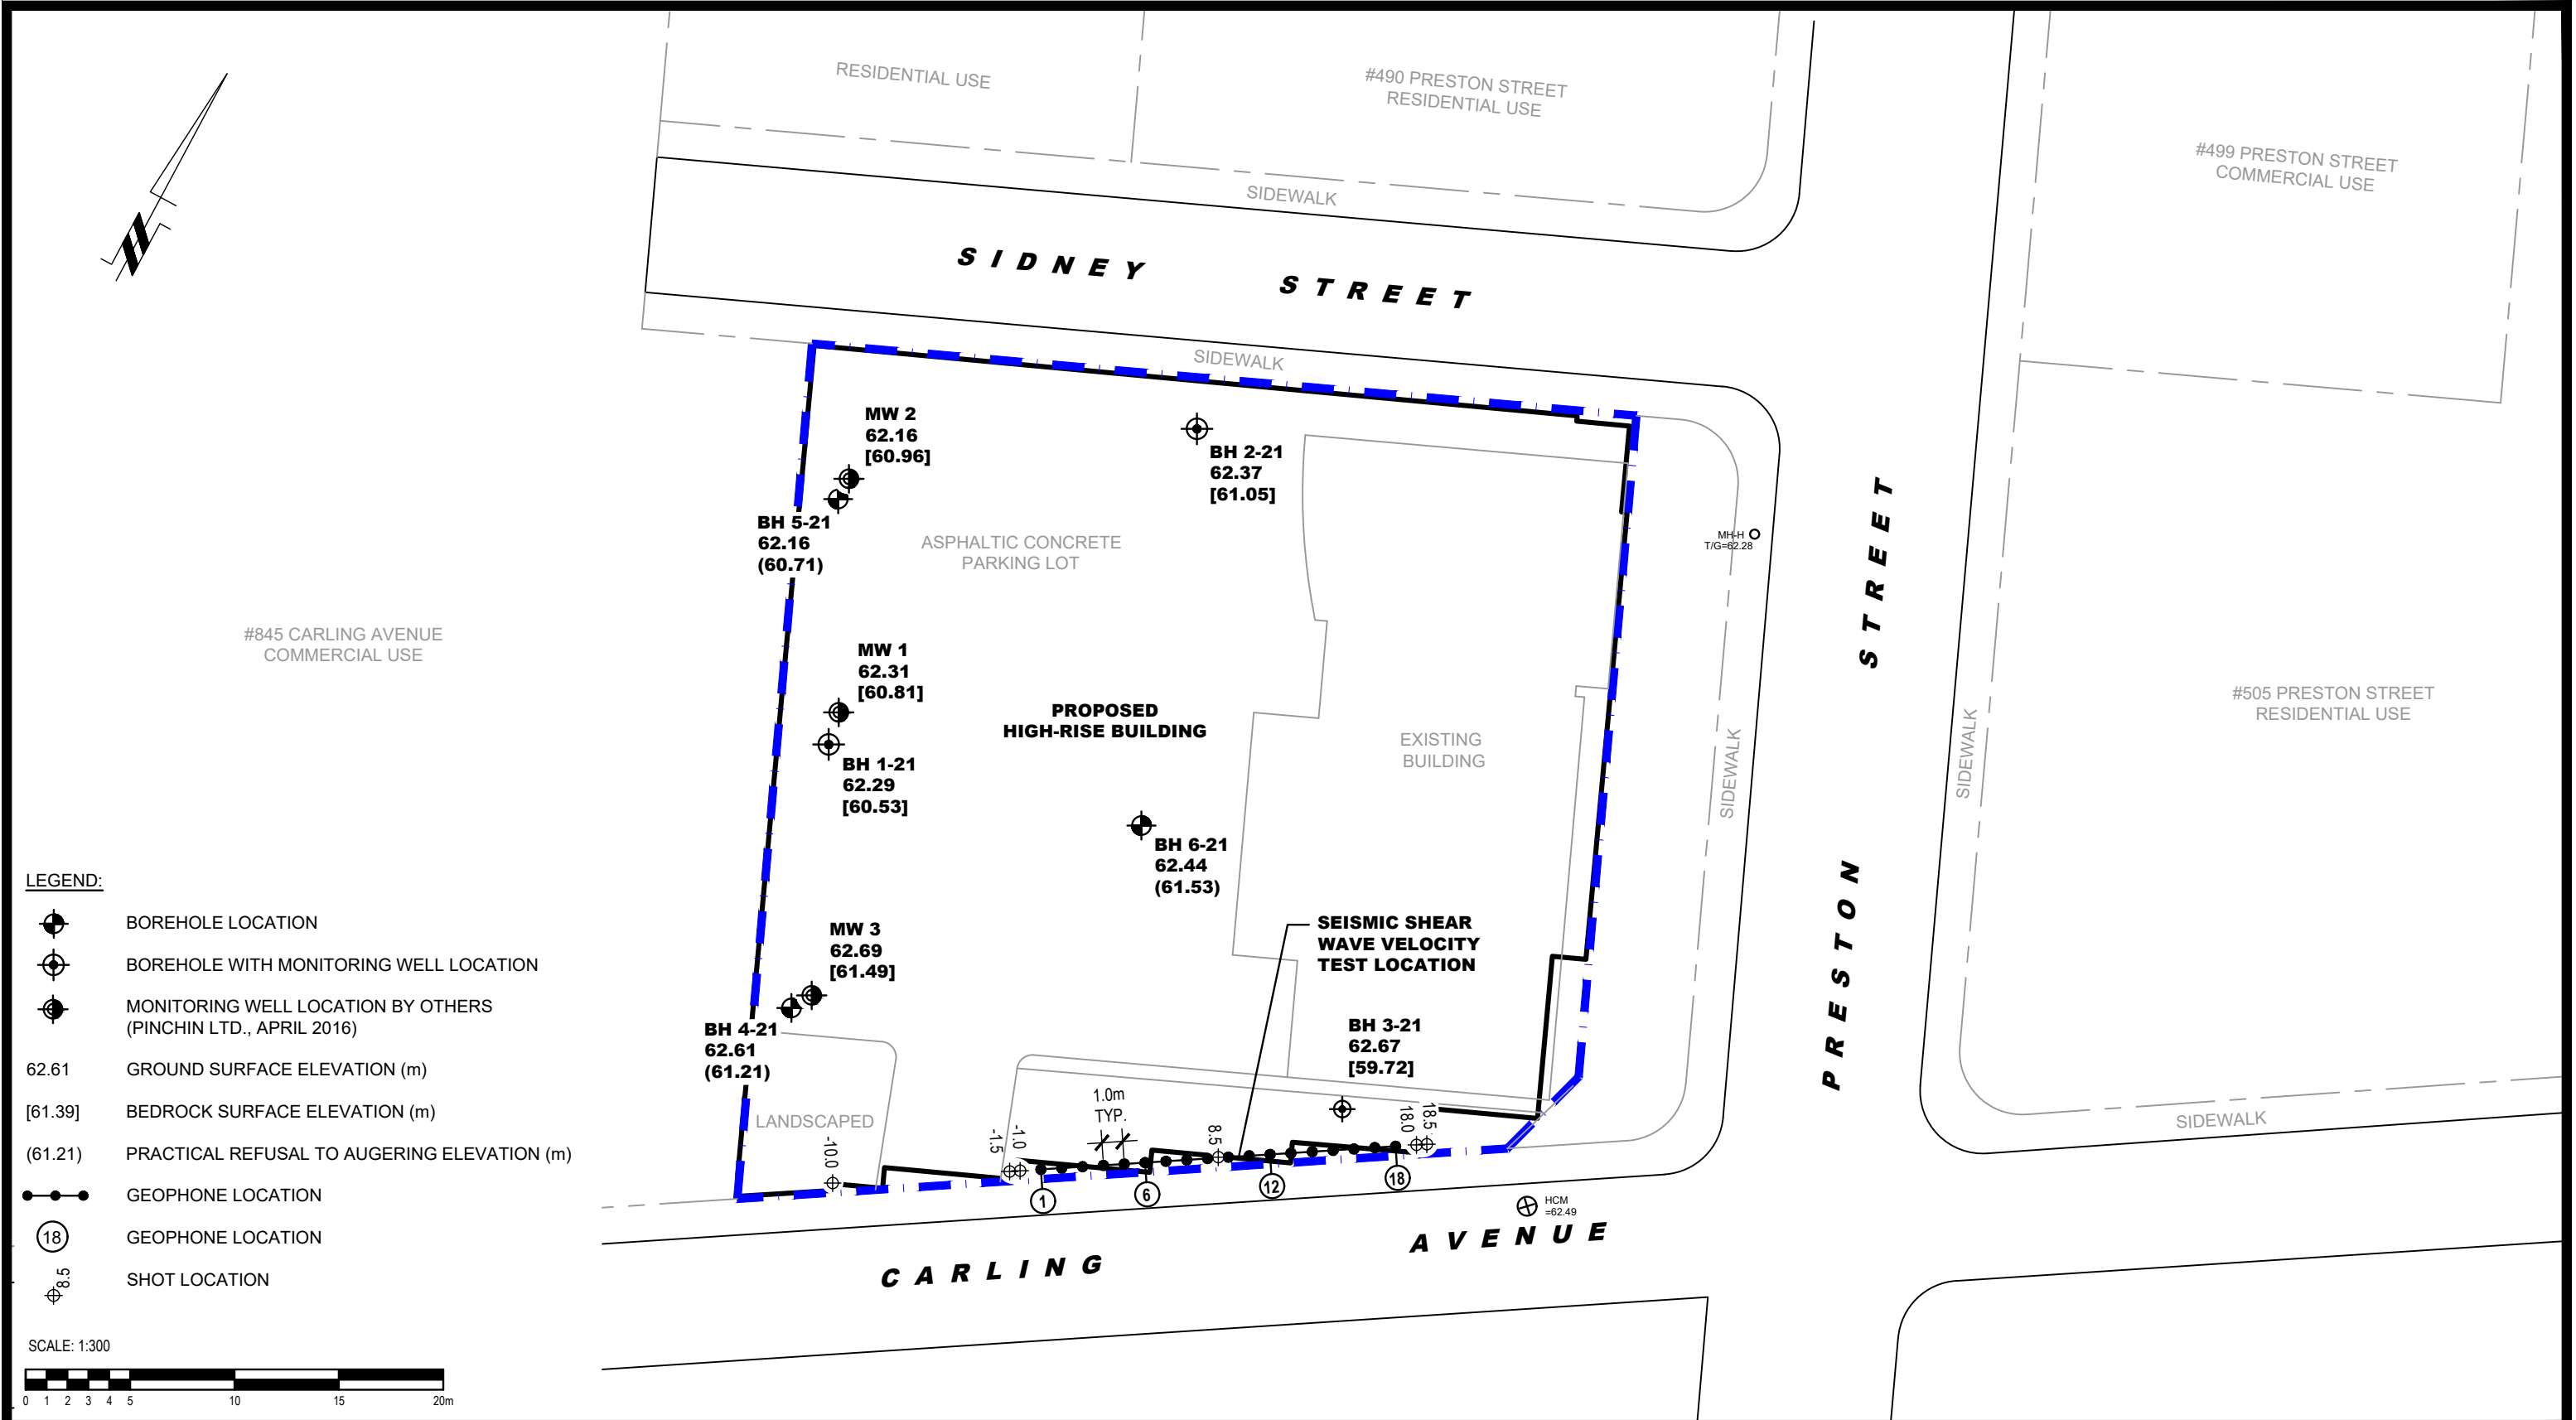 RESIDENTIAL USE
#490 PRESTON STREET
RESIDENTIAL USE
#499 PRESTON STREET
COMMERCIAL USE
SIDEWALK
SIDNEY STREET
SIDEWALK
MW 2
62.16
[60.96]
BH 2-21
62.37
[61.05]
BH 5-21
62.16
(60.71)
ASPHALTIC CONCRETE
PARKING LOT
MH-H
T/G=62.28
#845 CARLING AVENUE
COMMERCIAL USE
MW 1
62.31
[60.81]
PROPOSED
HIGH-RISE BUILDING
EXISTING
BUILDING
BH 1-21
62.29
[60.53]
BH 6-21
62.44
(61.53)
SIDEWALK
PRESTON STREET
SIDEWALK
#505 PRESTON STREET
RESIDENTIAL USE
MW 3
62.69
[61.49]
SEISMIC SHEAR
WAVE VELOCITY
TEST LOCATION
BH 4-21
62.61
(61.21)
BH 3-21
62.67
[59.72]
LANDSCAPED
-10.0
-1.5
-1.0
1.0m
TYP.
8.5
18.0
18.5
1
6
12
18
SIDEWALK
HCM
=62.49
CARLING AVENUE
LEGEND:
BOREHOLE LOCATION
BOREHOLE WITH MONITORING WELL LOCATION
MONITORING WELL LOCATION BY OTHERS
(PINCHIN LTD., APRIL 2016)
62.61 GROUND SURFACE ELEVATION (m)
[61.39] BEDROCK SURFACE ELEVATION (m)
(61.21) PRACTICAL REFUSAL TO AUGERING ELEVATION (m)
GEOPHONE LOCATION
18 GEOPHONE LOCATION
8.5 SHOT LOCATION
SCALE: 1:300
0 1 2 3 4 5 10 15 20m